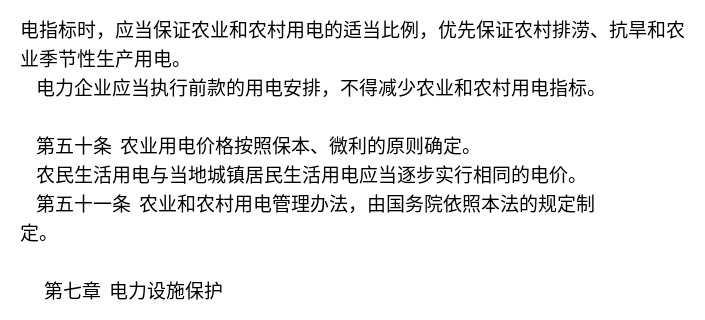 电指标时，应当保证农业和农村用电的适当比例，优先保证农村排涝、抗旱和农
业季节性生产用电。
电力企业应当执行前款的用电安排，不得减少农业和农村用电指标。
第五十条 农业用电价格按照保本、微利的原则确定。
农民生活用电与当地城镇居民生活用电应当逐步实行相同的电价。
第五十一条 农业和农村用电管理办法，由国务院依照本法的规定制
定。
第七章 电力设施保护